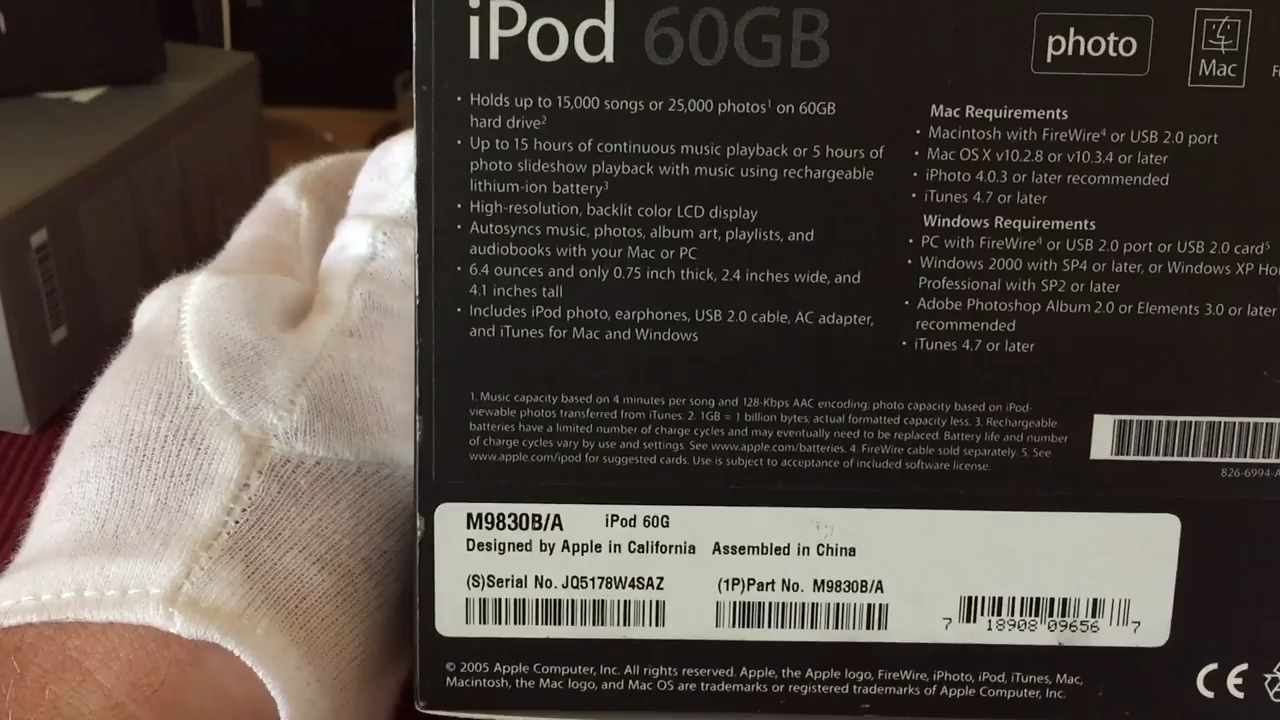 iPod 60GB
photo
Mac
• Holds up to 15,000 songs or 25,000 photos¹ on 60GB
hard drive²
• Up to 15 hours of continuous music playback or 5 hours of
photo slideshow playback with music using rechargeable
lithium-ion battery³
• High-resolution, backlit color LCD display
• Autosyncs music, photos, album art, playlists, and
audiobooks with your Mac or PC
• 6.4 ounces and only 0.75 inch thick, 2.4 inches wide, and
4.1 inches tall
• Includes iPod photo, earphones, USB 2.0 cable, AC adapter,
and iTunes for Mac and Windows
Mac Requirements
• Macintosh with FireWire⁴ or USB 2.0 port
• Mac OS X v10.2.8 or v10.3.4 or later
• iPhoto 4.0.3 or later recommended
• iTunes 4.7 or later
Windows Requirements
• PC with FireWire⁴ or USB 2.0 port or USB 2.0 card⁵
• Windows 2000 with SP4 or later, or Windows XP Ho
Professional with SP2 or later
• Adobe Photoshop Album 2.0 or Elements 3.0 or later
recommended
• iTunes 4.7 or later
1. Music capacity based on 4 minutes per song and 128-Kbps AAC encoding; photo capacity based on iPod-
viewable photos transferred from iTunes. 2. 1GB = 1 billion bytes; actual formatted capacity less. 3. Rechargeable
batteries have a limited number of charge cycles and may eventually need to be replaced. Battery life and number
of charge cycles vary by use and settings. See www.apple.com/batteries. 4. FireWire cable sold separately. 5. See
www.apple.com/ipod for suggested cards. Use is subject to acceptance of included software license.
826-6994-A
M9830B/A iPod 60G
Designed by Apple in California Assembled in China
(S)Serial No. JQ5178W4SAZ (1P)Part No. M9830B/A
7 18908 09656 7
© 2005 Apple Computer, Inc. All rights reserved. Apple, the Apple logo, FireWire, iPhoto, iPod, iTunes, Mac,
Macintosh, the Mac logo, and Mac OS are trademarks or registered trademarks of Apple Computer, Inc.
CE